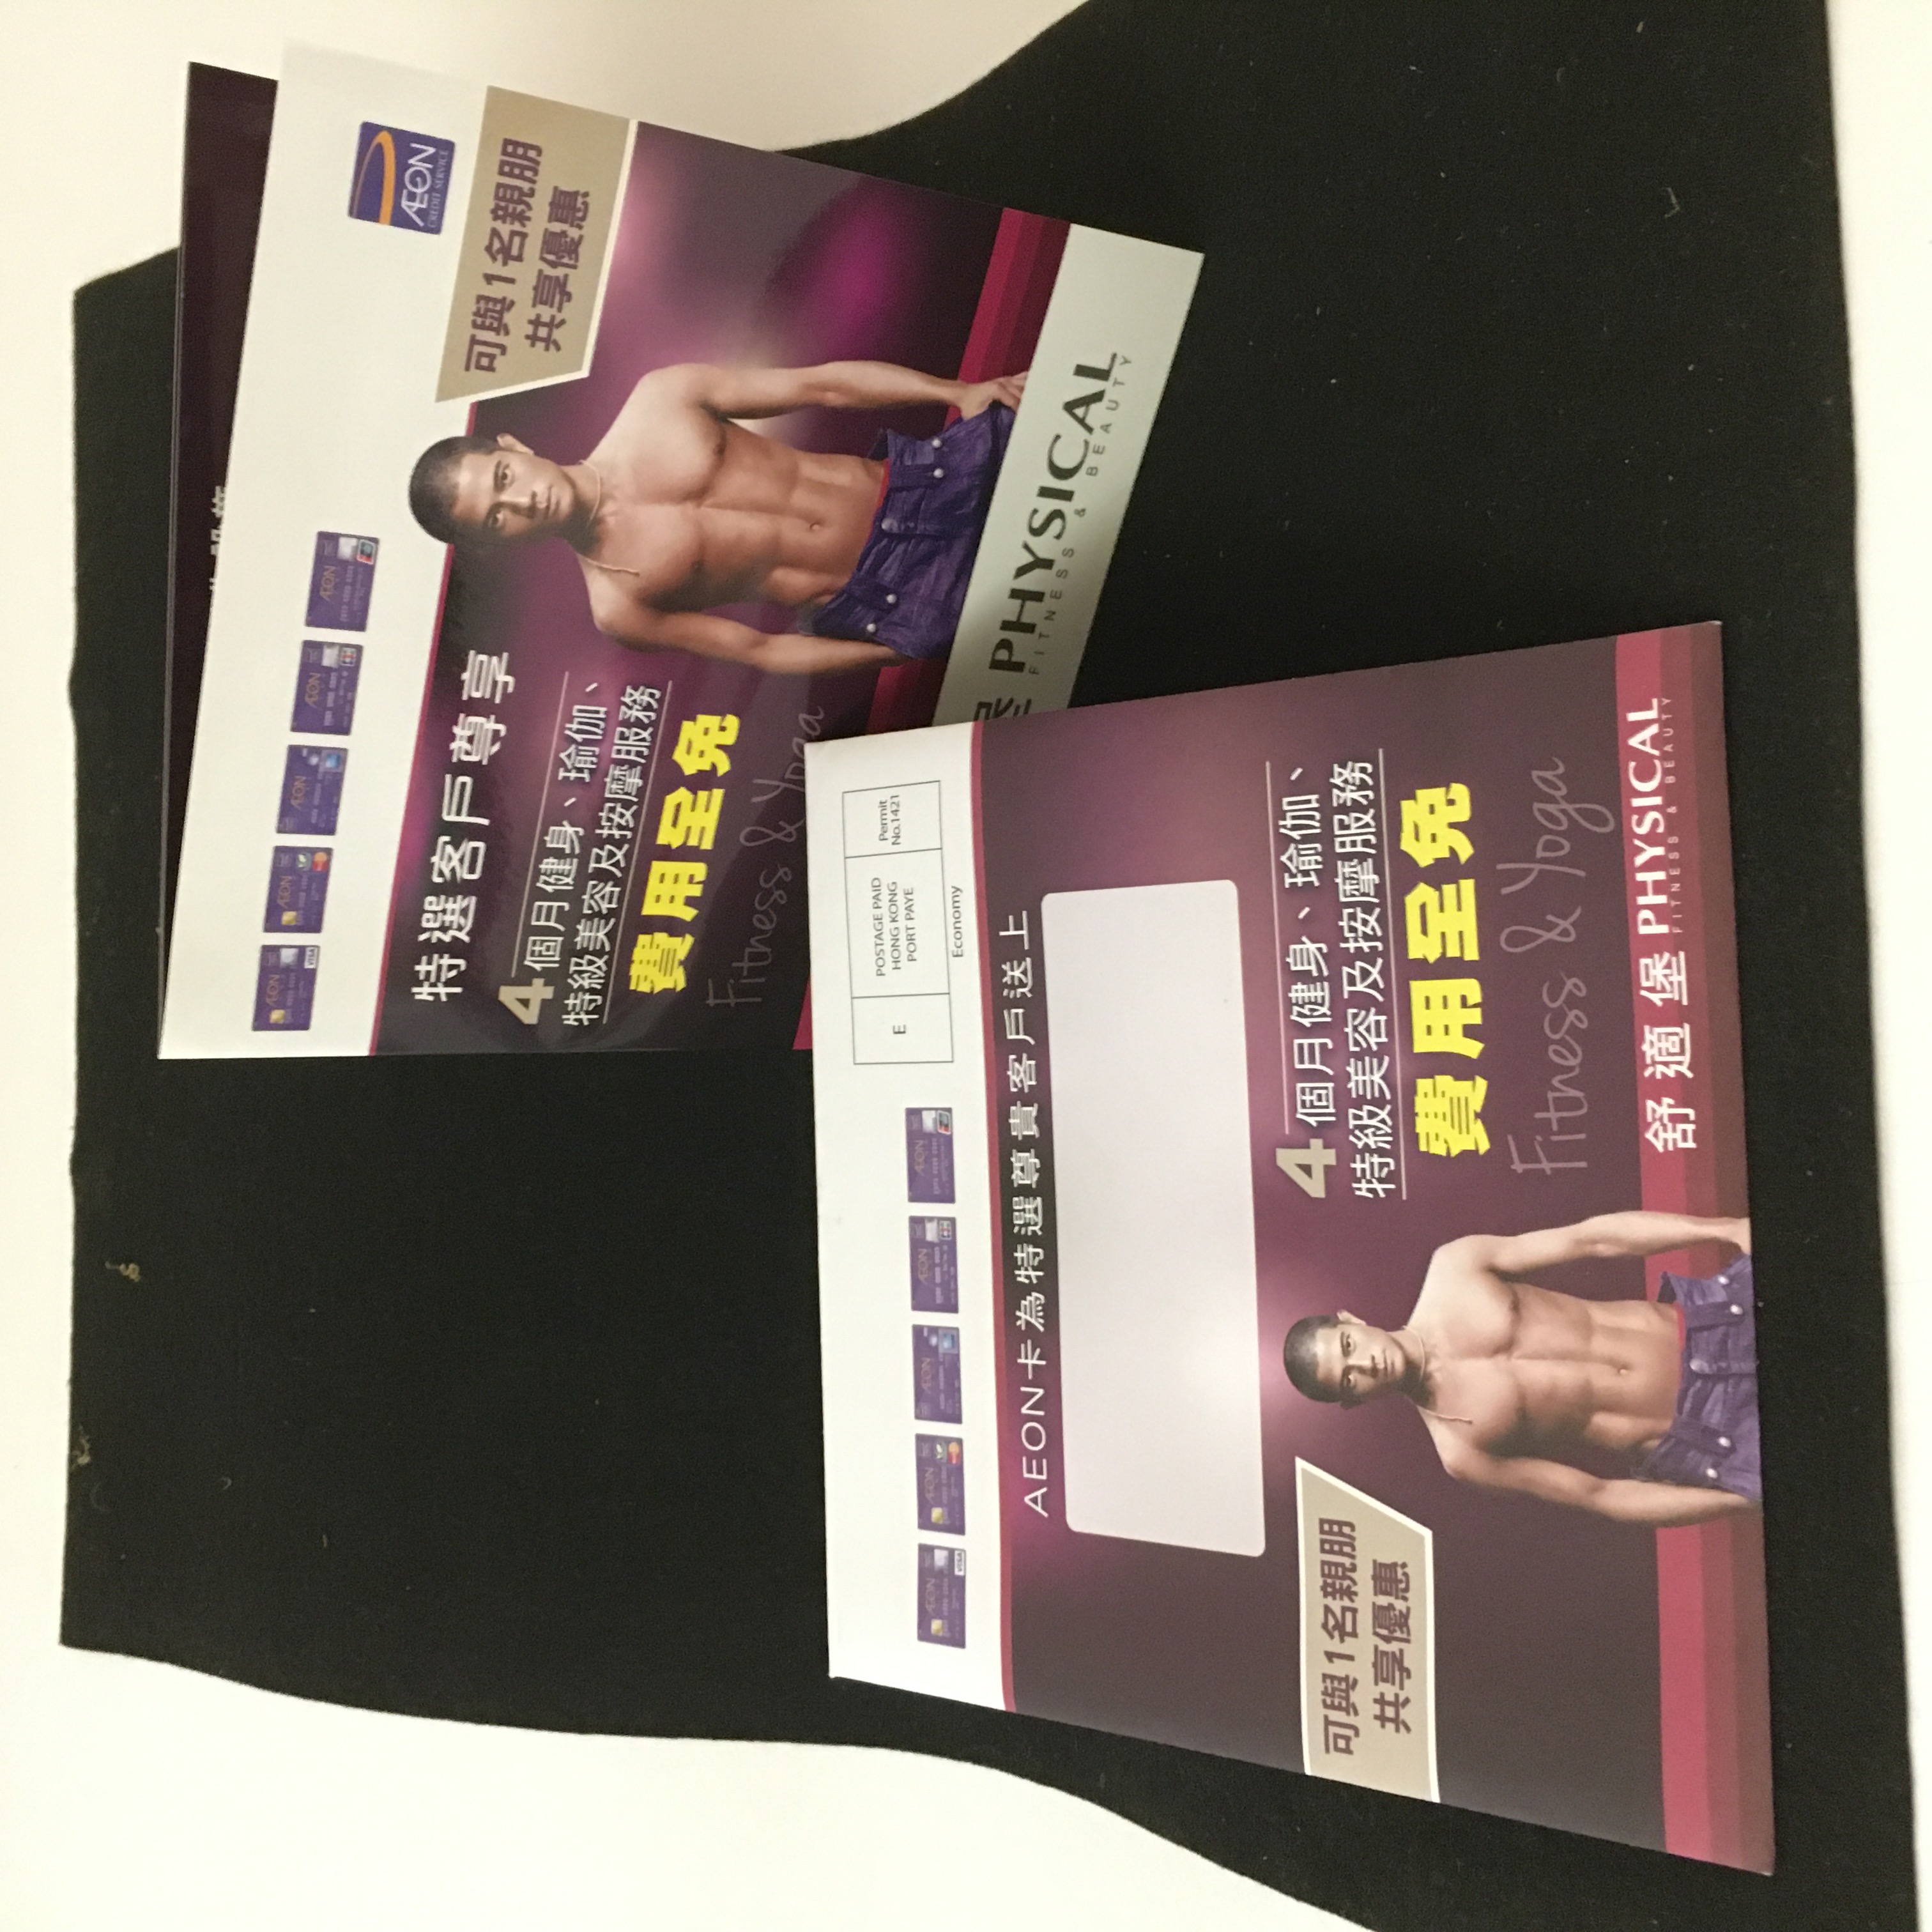 AEON
CREDIT SERVICE
特選客戶尊享
可與1名親朋
共享優惠
4個月健身、瑜伽、
特級美容及按摩服務
費用全免
Fitness & Yoga
堡 PHYSICAL
FITNESS & BEAUTY
E
POSTAGE PAID
HONG KONG
PORT PAYE
Permit
No.1421
Economy
AEON卡為特選尊貴客戶送上
4個月健身、瑜伽、
特級美容及按摩服務
可與1名親朋
共享優惠
費用全免
Fitness & Yoga
舒適堡 PHYSICAL
FITNESS & BEAUTY